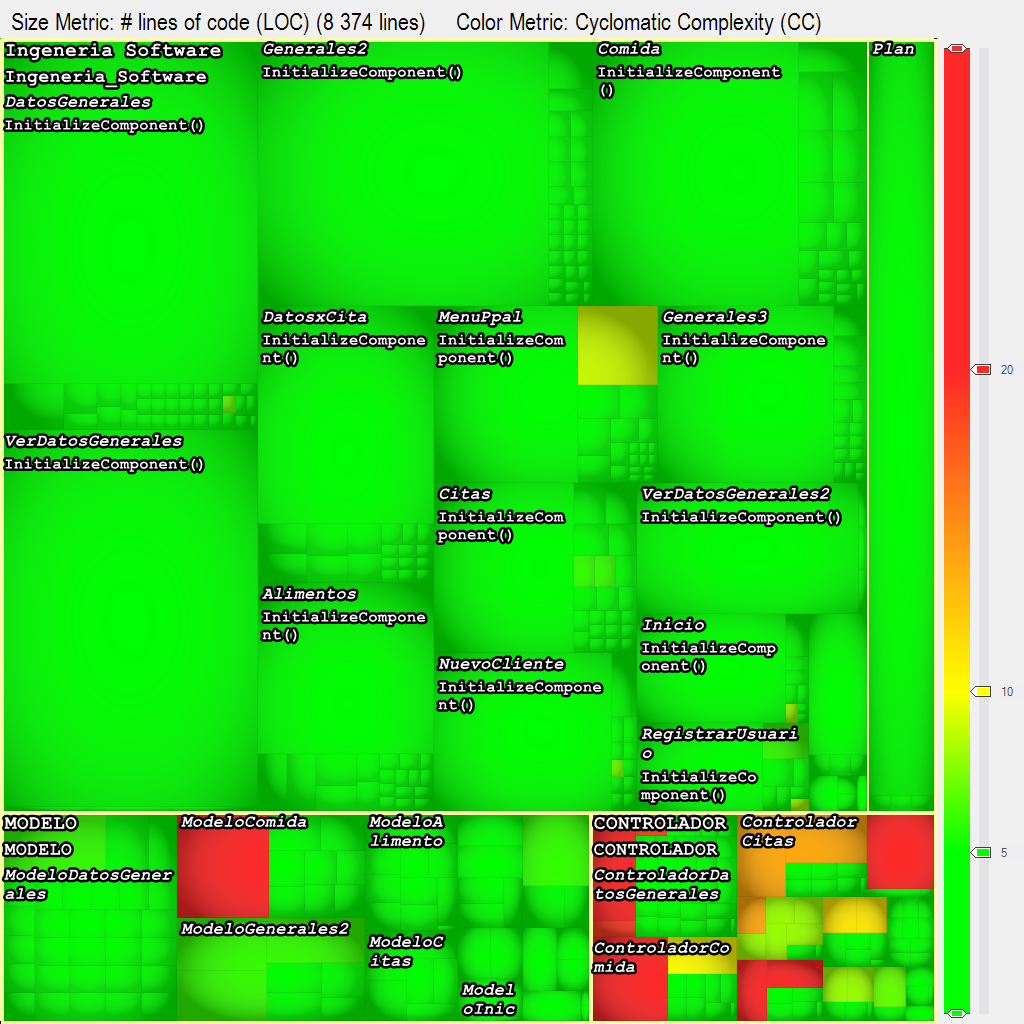 Size Metric: # lines of code (LOC) (8 374 lines) Color Metric: Cyclomatic Complexity (CC)
Ingeneria Software
Ingeneria_Software
DatosGenerales
InitializeComponent()
Generales2
InitializeComponent()
Comida
InitializeComponent
()
Plan
DatosxCita
InitializeCompone
nt()
MenuPpal
InitializeCom
ponent()
Generales3
InitializeCompone
nt()
20
VerDatosGenerales
InitializeComponent()
Citas
InitializeCom
ponent()
VerDatosGenerales2
InitializeComponent()
Alimentos
InitializeCompone
nt()
Inicio
InitializeComp
onent()
NuevoCliente
InitializeCompone
nt()
10
RegistrarUsuari
o
InitializeCo
mponent()
MODELO
MODELO
ModeloDatosGener
ales
ModeloComida
ModeloA
limento
ModeloGenerales2
ModeloC
itas
Model
oInic
CONTROLADOR
CONTROLADOR
ControladorDa
tosGenerales
Controlador
Citas
ControladorCo
mida
5